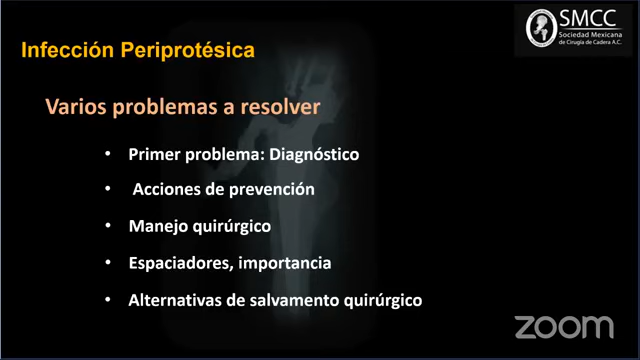 SMCC
Sociedad Mexicana
de Cirugía de Cadera A.C.
Infección Periprotésica
Varios problemas a resolver
• Primer problema: Diagnóstico
• Acciones de prevención
• Manejo quirúrgico
• Espaciadores, importancia
• Alternativas de salvamento quirúrgico
zoom